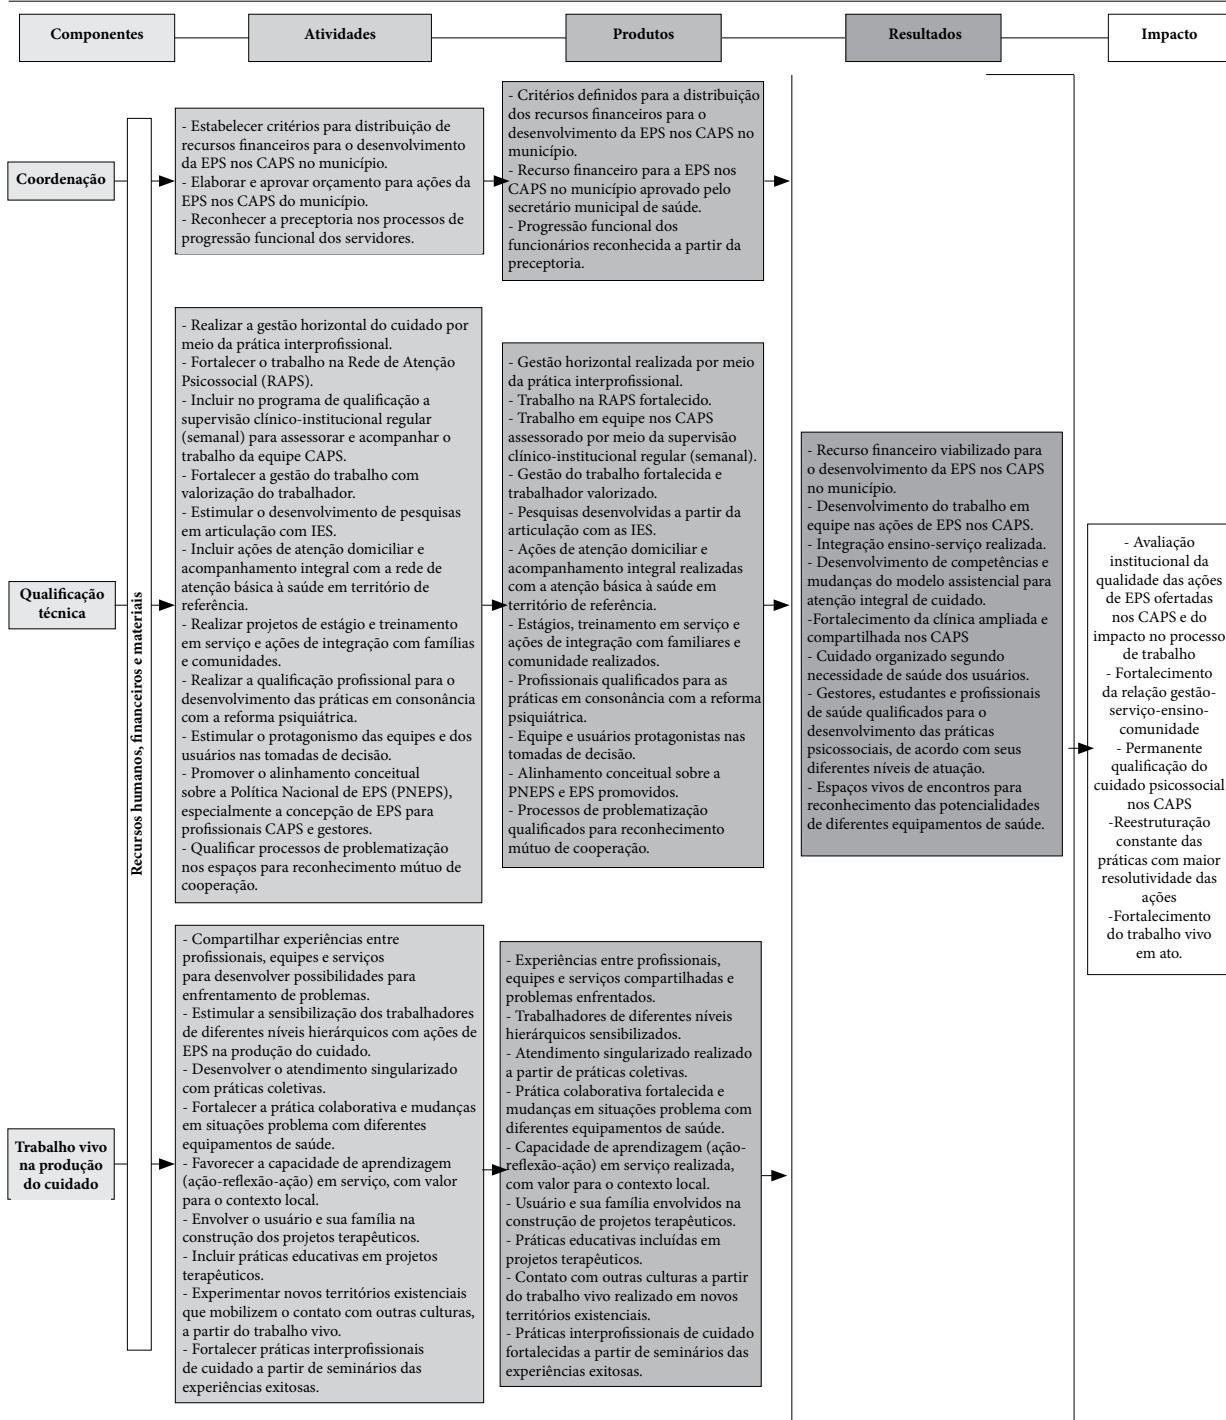 Componentes
Atividades
Produtos
Resultados
Impacto
Coordenação
Recursos humanos, financeiros e materiais
- Estabelecer critérios para distribuição de
recursos financeiros para o desenvolvimento
da EPS nos CAPS no município.
- Elaborar e aprovar orçamento para ações da
EPS nos CAPS do município.
- Reconhecer a preceptoria nos processos de
progressão funcional dos servidores.
- Critérios definidos para a distribuição
dos recursos financeiros para o
desenvolvimento da EPS nos CAPS no
município.
- Recurso financeiro para a EPS nos
CAPS no município aprovado pelo
secretário municipal de saúde.
- Progressão funcional dos
funcionários reconhecida a partir da
preceptoria.
Qualificação
técnica
- Realizar a gestão horizontal do cuidado por
meio da prática interprofissional.
- Fortalecer o trabalho na Rede de Atenção
Psicossocial (RAPS).
- Incluir no programa de qualificação a
supervisão clínico-institucional regular
(semanal) para assessorar e acompanhar o
trabalho da equipe CAPS.
- Fortalecer a gestão do trabalho com
valorização do trabalhador.
- Estimular o desenvolvimento de pesquisas
em articulação com IES.
- Incluir ações de atenção domiciliar e
acompanhamento integral com a rede de
atenção básica à saúde em território de
referência.
- Realizar projetos de estágio e treinamento
em serviço e ações de integração com famílias
e comunidades.
- Realizar a qualificação profissional para o
desenvolvimento das práticas em consonância
com a reforma psiquiátrica.
- Estimular o protagonismo das equipes e dos
usuários nas tomadas de decisão.
- Promover o alinhamento conceitual
sobre a Política Nacional de EPS (PNEPS),
especialmente a concepção de EPS para
profissionais CAPS e gestores.
- Qualificar processos de problematização
nos espaços para reconhecimento mútuo de
cooperação.
- Gestão horizontal realizada por meio
da prática interprofissional.
- Trabalho na RAPS fortalecido.
- Trabalho em equipe nos CAPS
assessorado por meio da supervisão
clínico-institucional regular (semanal).
- Gestão do trabalho fortalecida e
trabalhador valorizado.
- Pesquisas desenvolvidas a partir da
articulação com as IES.
- Ações de atenção domiciliar e
acompanhamento integral realizadas
com a atenção básica à saúde em
território de referência.
- Estágios, treinamento em serviço e
ações de integração com familiares e
comunidade realizados.
- Profissionais qualificados para as
práticas em consonância com a reforma
psiquiátrica.
- Equipe e usuários protagonistas nas
tomadas de decisão.
- Alinhamento conceitual sobre a
PNEPS e EPS promovidos.
- Processos de problematização
qualificados para reconhecimento
mútuo de cooperação.
- Recurso financeiro viabilizado para
o desenvolvimento da EPS nos CAPS
no município.
- Desenvolvimento do trabalho em
equipe nas ações de EPS nos CAPS.
- Integração ensino-serviço realizada.
- Desenvolvimento de competências e
mudanças do modelo assistencial para
atenção integral de cuidado.
-Fortalecimento da clínica ampliada e
compartilhada nos CAPS
- Cuidado organizado segundo
necessidade de saúde dos usuários.
- Gestores, estudantes e profissionais
de saúde qualificados para o
desenvolvimento das práticas
psicossociais, de acordo com seus
diferentes níveis de atuação.
- Espaços vivos de encontros para
reconhecimento das potencialidades
de diferentes equipamentos de saúde.
- Avaliação
institucional da
qualidade das ações
de EPS ofertadas
nos CAPS e do
impacto no processo
de trabalho
- Fortalecimento
da relação gestão-
serviço-ensino-
comunidade
- Permanente
qualificação do
cuidado psicossocial
nos CAPS
-Reestruturação
constante das
práticas com maior
resolutividade das
ações
-Fortalecimento
do trabalho vivo
em ato.
Trabalho vivo
na produção
do cuidado
- Compartilhar experiências entre
profissionais, equipes e serviços
para desenvolver possibilidades para
enfrentamento de problemas.
- Estimular a sensibilização dos trabalhadores
de diferentes níveis hierárquicos com ações de
EPS na produção do cuidado.
- Desenvolver o atendimento singularizado
com práticas coletivas.
- Fortalecer a prática colaborativa e mudanças
em situações problema com diferentes
equipamentos de saúde.
- Favorecer a capacidade de aprendizagem
(ação-reflexão-ação) em serviço, com valor
para o contexto local.
- Envolver o usuário e sua família na
construção dos projetos terapêuticos.
- Incluir práticas educativas em projetos
terapêuticos.
- Experimentar novos territórios existenciais
que mobilizem o contato com outras culturas,
a partir do trabalho vivo.
- Fortalecer práticas interprofissionais
de cuidado a partir de seminários das
experiências exitosas.
- Experiências entre profissionais,
equipes e serviços compartilhadas e
problemas enfrentados.
- Trabalhadores de diferentes níveis
hierárquicos sensibilizados.
- Atendimento singularizado realizado
a partir de práticas coletivas.
- Prática colaborativa fortalecida e
mudanças em situações problema com
diferentes equipamentos de saúde.
- Capacidade de aprendizagem (ação-
reflexão-ação) em serviço realizada,
com valor para o contexto local.
- Usuário e sua família envolvidos na
construção de projetos terapêuticos.
- Práticas educativas incluídas em
projetos terapêuticos.
- Contato com outras culturas a partir
do trabalho vivo realizado em novos
territórios existenciais.
- Práticas interprofissionais de cuidado
fortalecidas a partir de seminários das
experiências exitosas.